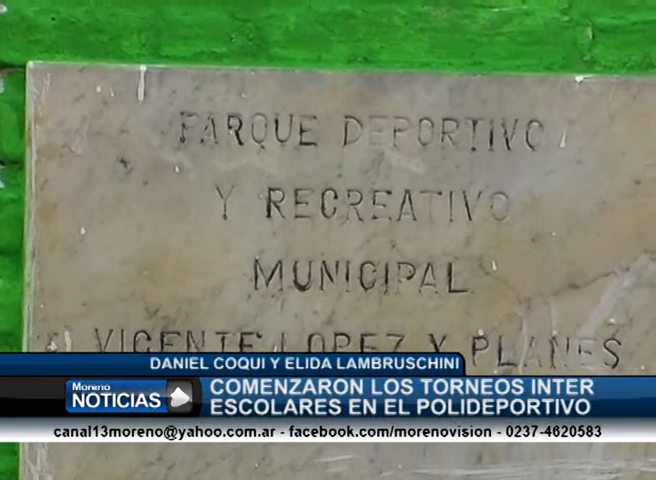 PARQUE DEPORTIVO
Y RECREATIVO
MUNICIPAL
VICENTE LOPEZ Y PLANES
DANIEL COQUI Y ELIDA LAMBRUSCHINI
Moreno
NOTICIAS
COMENZARON LOS TORNEOS INTER
ESCOLARES EN EL POLIDEPORTIVO
canal13moreno@yahoo.com.ar - facebook.com/morenovision - 0237-4620583